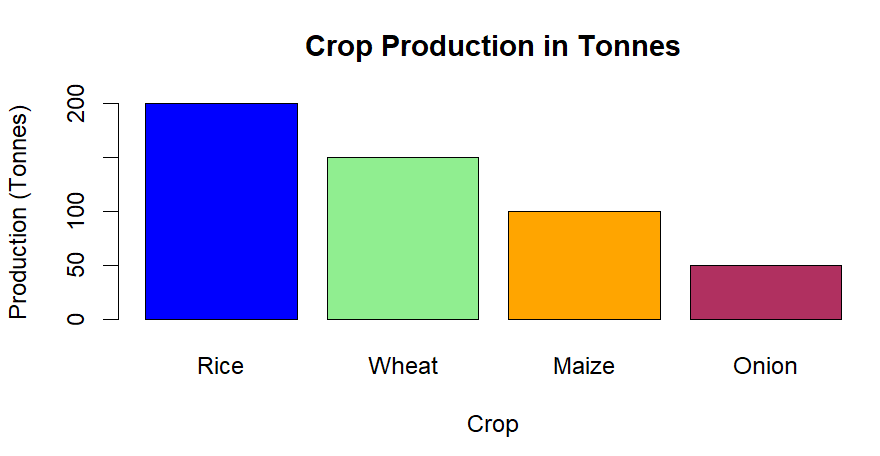 Crop Production in Tonnes
Production (Tonnes)
200
100
50
0
Rice Wheat Maize Onion
Crop